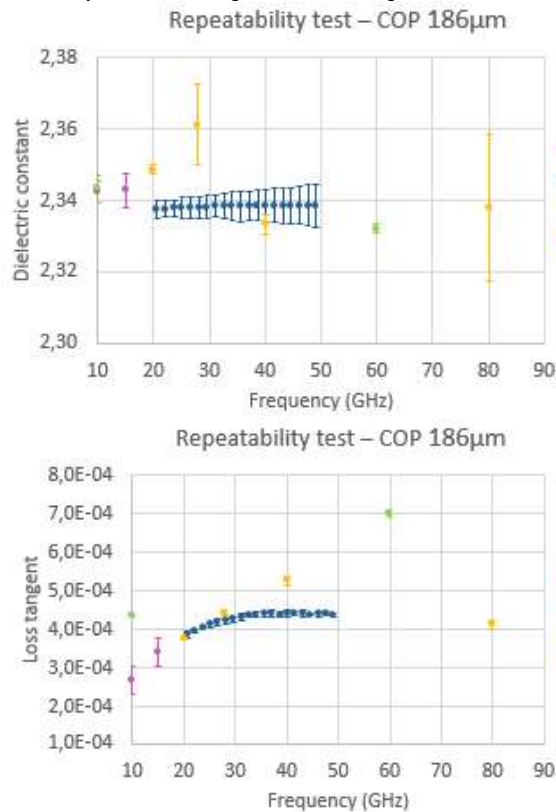 Repeatability test – COP 186µm
2,38
2,36
2,34
2,32
2,30
Dielectric constant
10 20 30 40 50 60 70 80 90
Frequency (GHz)
Repeatability test – COP 186µm
8,0E-04
7,0E-04
6,0E-04
5,0E-04
4,0E-04
3,0E-04
2,0E-04
1,0E-04
Loss tangent
10 20 30 40 50 60 70 80 90
Frequency (GHz)